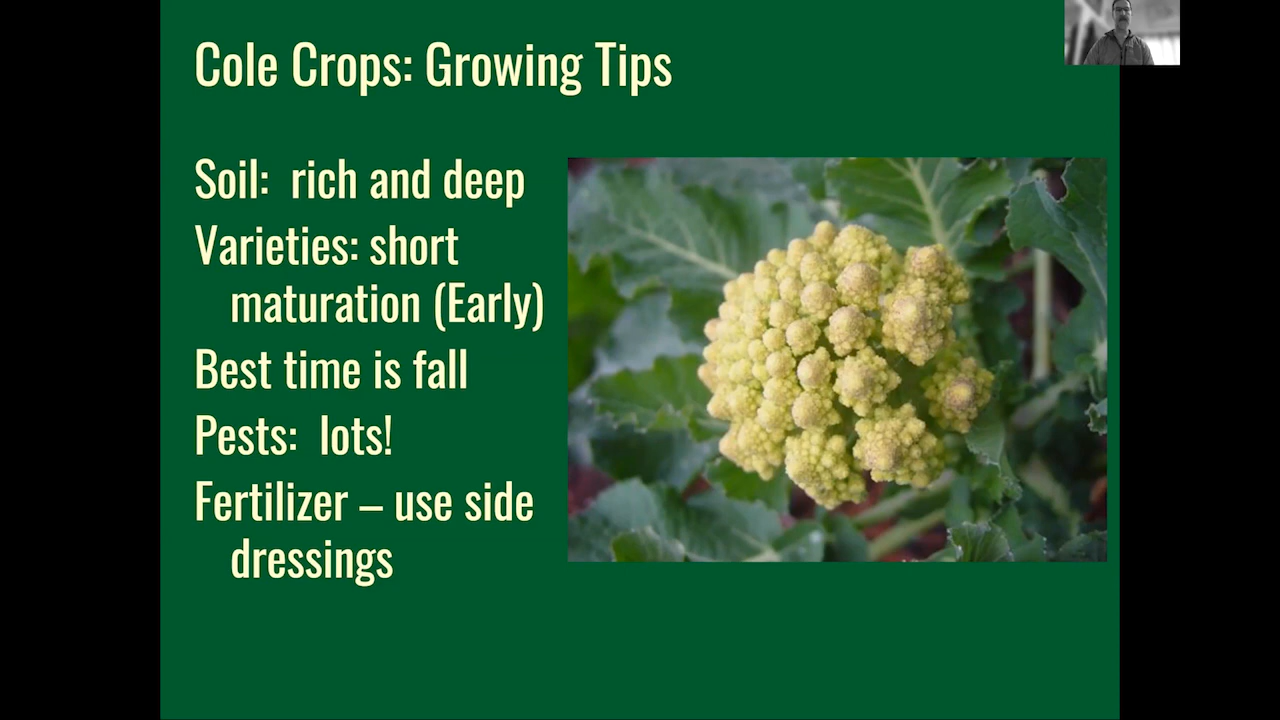 Cole Crops: Growing Tips
Soil:  rich and deep
Varieties: short
maturation (Early)
Best time is fall
Pests:  lots!
Fertilizer – use side
dressings